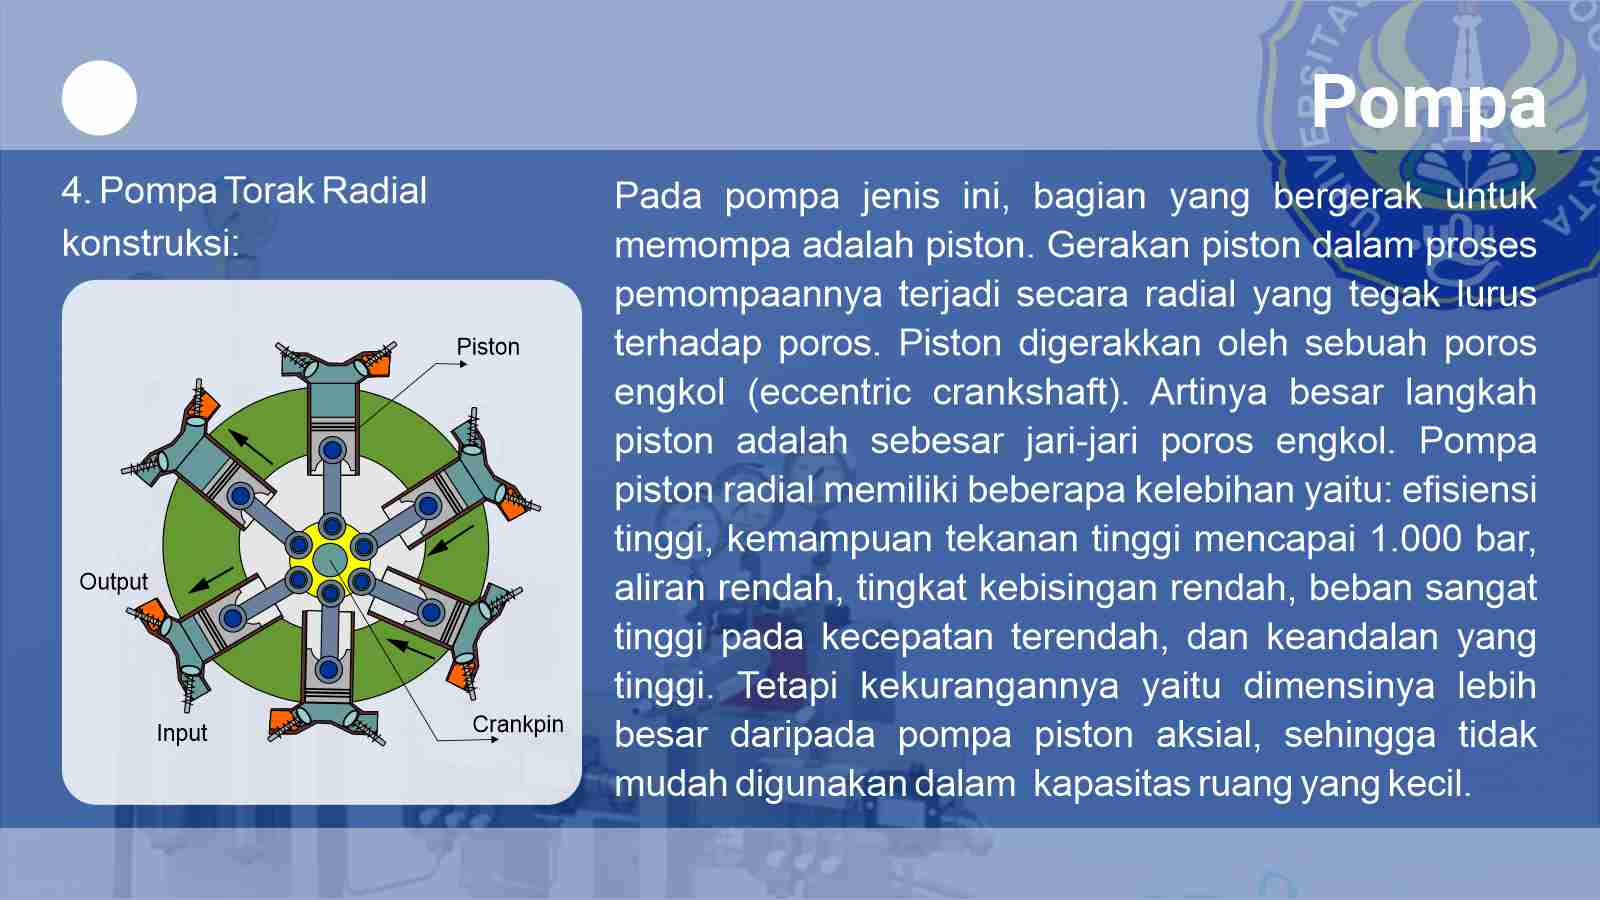 Pompa
4. Pompa Torak Radial
konstruksi:
Piston
Output
Input
Crankpin
Pada pompa jenis ini, bagian yang bergerak untuk
memompa adalah piston. Gerakan piston dalam proses
pemompaannya terjadi secara radial yang tegak lurus
terhadap poros. Piston digerakkan oleh sebuah poros
engkol (eccentric crankshaft). Artinya besar langkah
piston adalah sebesar jari-jari poros engkol. Pompa
piston radial memiliki beberapa kelebihan yaitu: efisiensi
tinggi, kemampuan tekanan tinggi mencapai 1.000 bar,
aliran rendah, tingkat kebisingan rendah, beban sangat
tinggi pada kecepatan terendah, dan keandalan yang
tinggi. Tetapi kekurangannya yaitu dimensinya lebih
besar daripada pompa piston aksial, sehingga tidak
mudah digunakan dalam kapasitas ruang yang kecil.